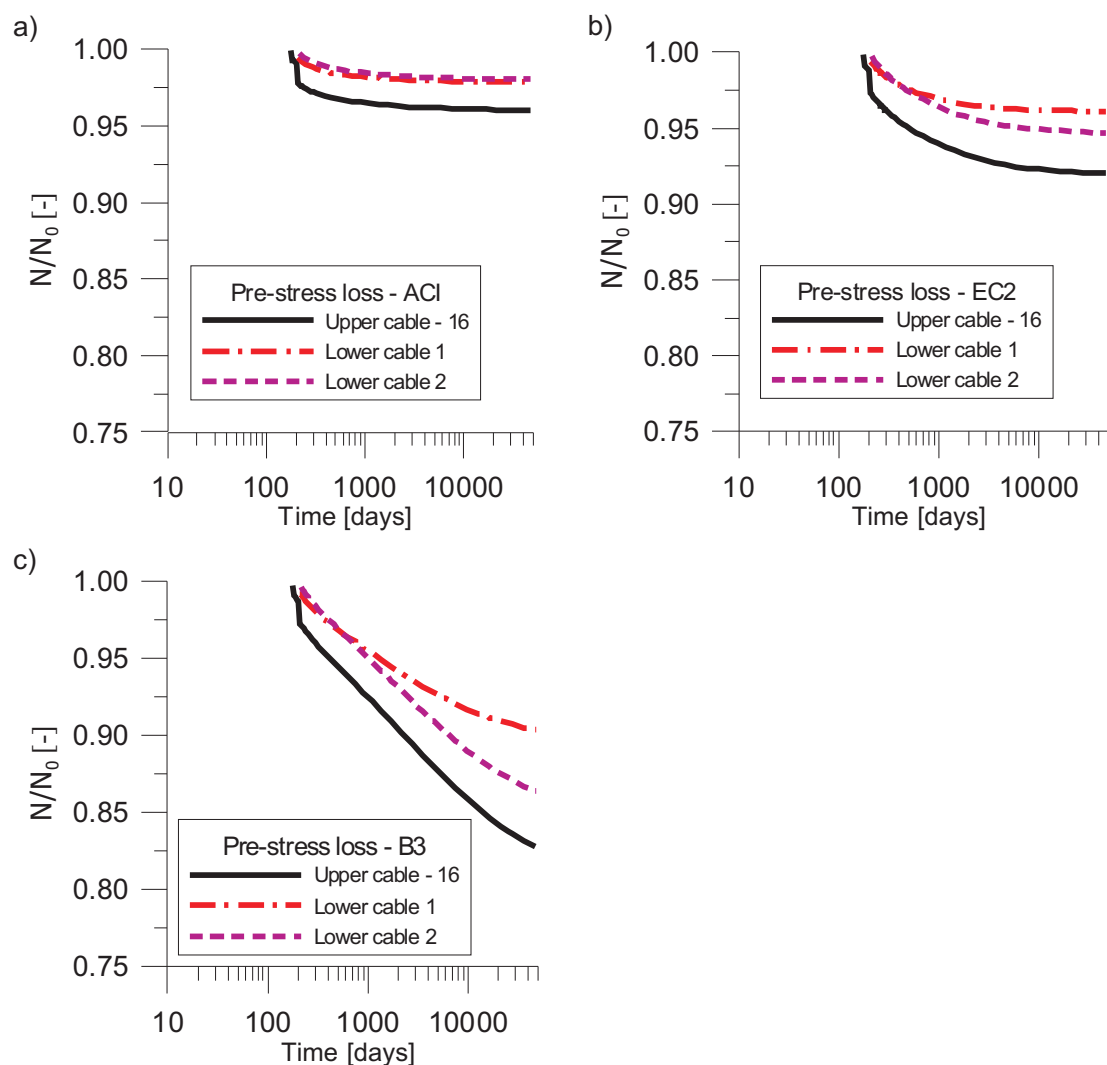 a)
1.00
0.95
0.90
0.85
0.80
0.75
N/N0 [-]
Pre-stress loss - ACI
Upper cable - 16
Lower cable 1
Lower cable 2
10 100 1000 10000
Time [days]
b)
1.00
0.95
0.90
0.85
0.80
0.75
N/N0 [-]
Pre-stress loss - EC2
Upper cable - 16
Lower cable 1
Lower cable 2
10 100 1000 10000
Time [days]
c)
1.00
0.95
0.90
0.85
0.80
0.75
N/N0 [-]
Pre-stress loss - B3
Upper cable - 16
Lower cable 1
Lower cable 2
10 100 1000 10000
Time [days]